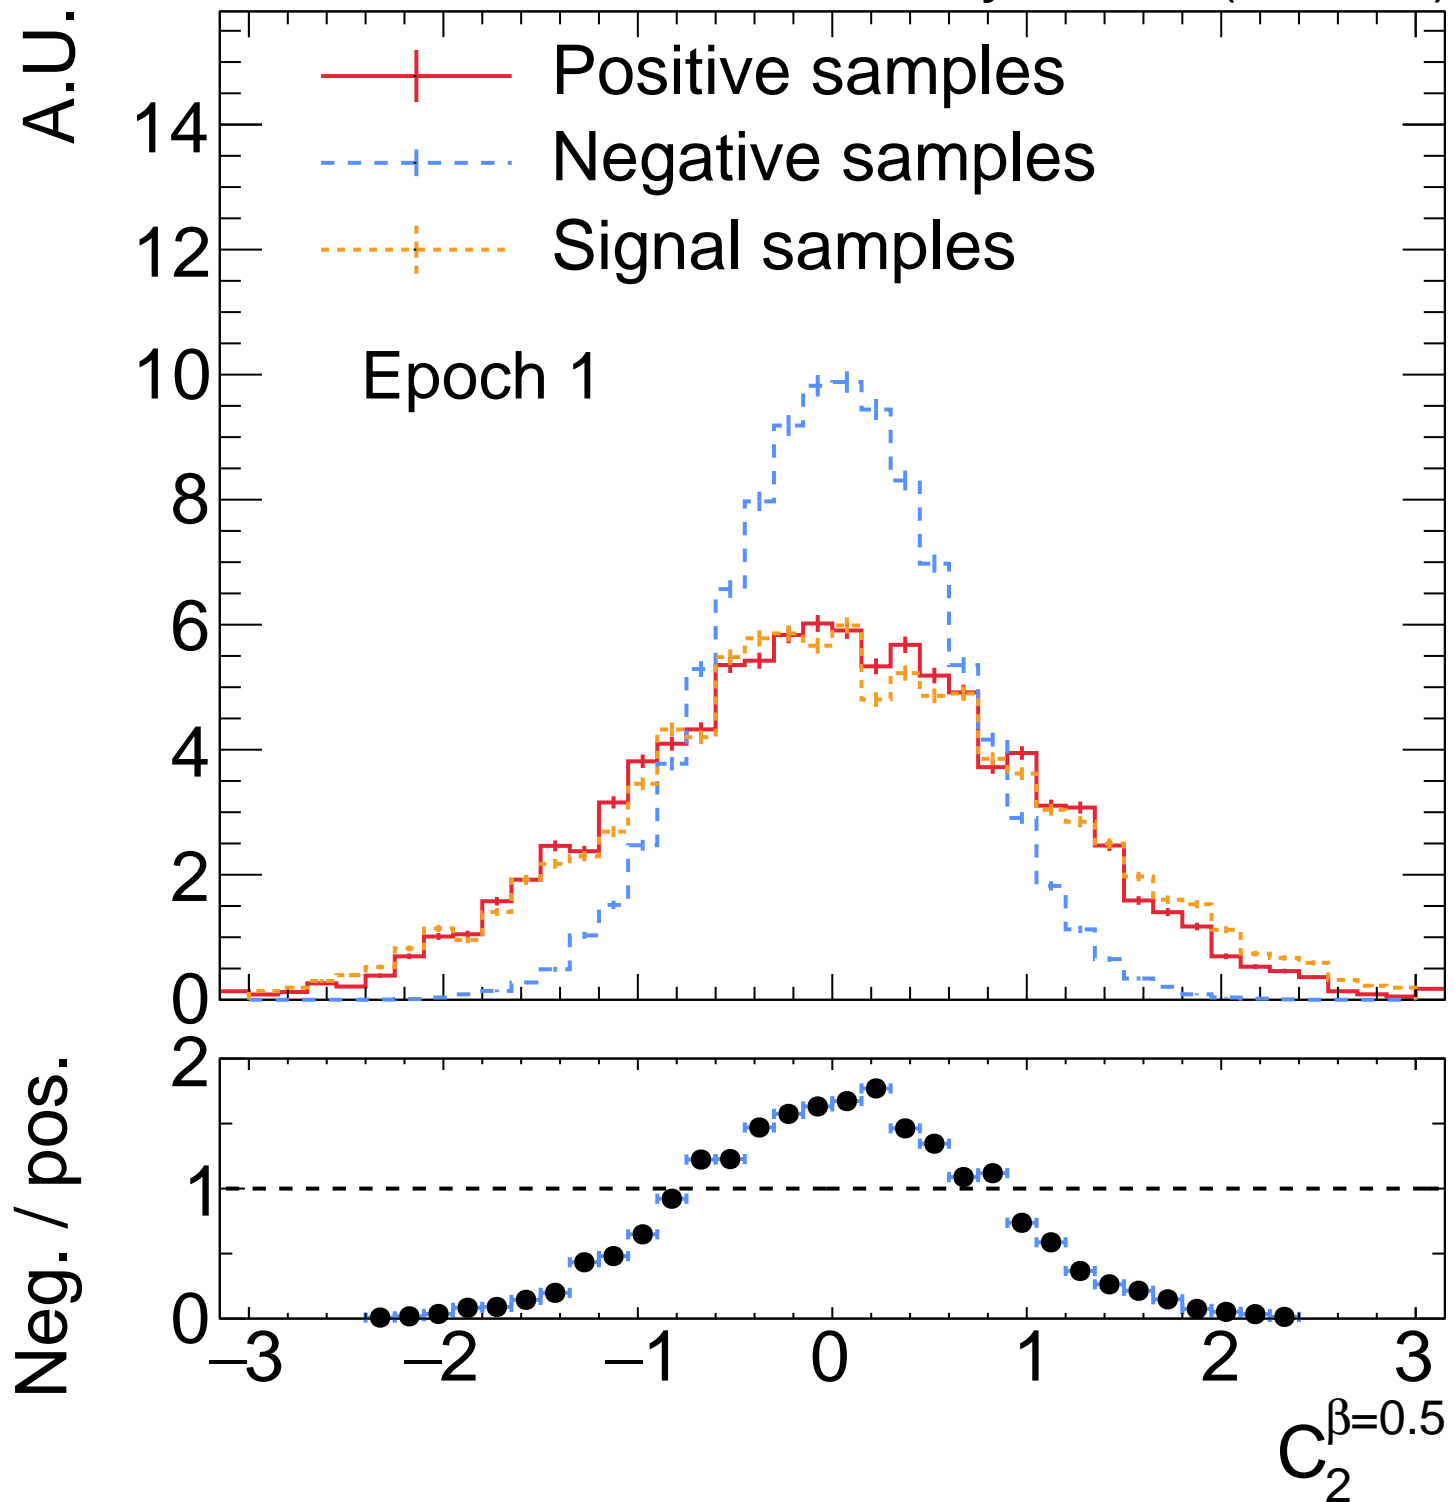 A.U.
Positive samples
Negative samples
Signal samples
Epoch 1
14
12
10
8
6
4
2
0
Neg. / pos.
2
1
0
–3 –2 –1 0 1 2 3
C₂^β=0.5